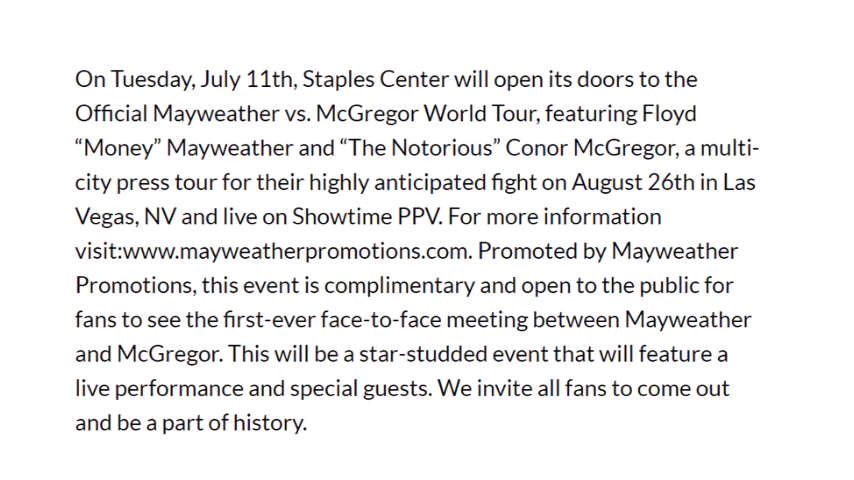 On Tuesday, July 11th, Staples Center will open its doors to the
Official Mayweather vs. McGregor World Tour, featuring Floyd
“Money” Mayweather and “The Notorious” Conor McGregor, a multi-
city press tour for their highly anticipated fight on August 26th in Las
Vegas, NV and live on Showtime PPV. For more information
visit:www.mayweatherpromotions.com. Promoted by Mayweather
Promotions, this event is complimentary and open to the public for
fans to see the first-ever face-to-face meeting between Mayweather
and McGregor. This will be a star-studded event that will feature a
live performance and special guests. We invite all fans to come out
and be a part of history.